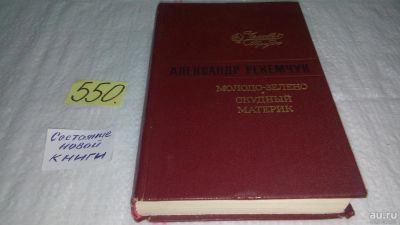 550.
Состояние
новой
книги
АЛЕКСАНДР РЕКЕМЧУК
МОЛОДО-ЗЕЛЕНО
СКУДНЫЙ
МАТЕРИК
au.ru